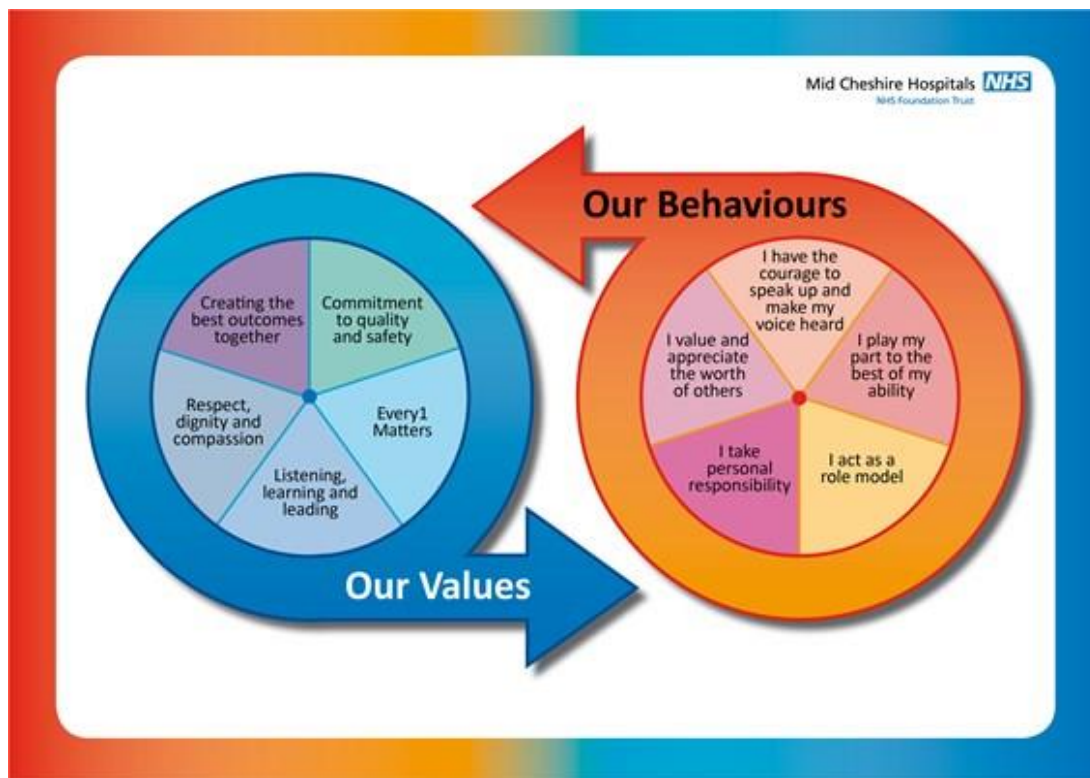 Mid Cheshire Hospitals NHS
NHS Foundation Trust
Our Behaviours
Creating the
best outcomes
together
Commitment
to quality
and safety
Every1
Matters
Listening,
learning and
leading
Respect,
dignity and
compassion
Our Values
I have the
courage to
speak up and
make my
voice heard
I play my
part to the
best of my
ability
I act as a
role model
I take
personal
responsibility
I value and
appreciate
the worth
of others